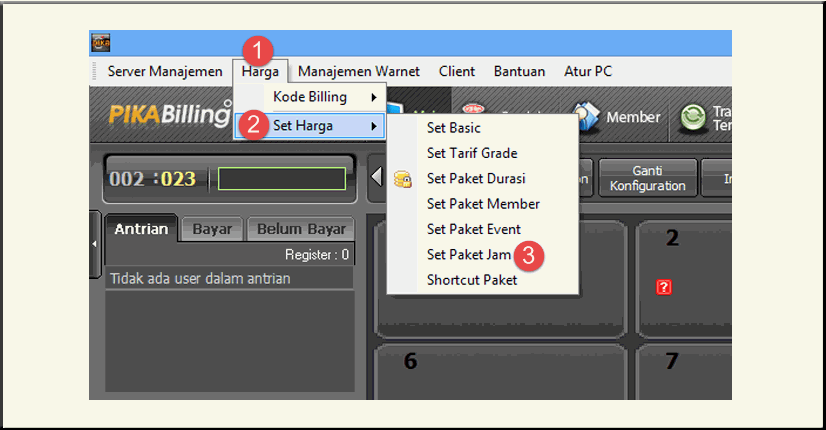 pika
1
Server Manajemen Harga Manajemen Warnet Client Bantuan Atur PC
Kode Billing
PIKABilling Member
2 Set Harga
Set Basic
Set Tarif Grade
Set Paket Durasi
Set Paket Member
Set Paket Event
Set Paket Jam 3
Shortcut Paket
002 :023
Ganti
Konfiguration
Antrian Bayar Belum Bayar
Register : 0
Tidak ada user dalam antrian
2
?
6 7